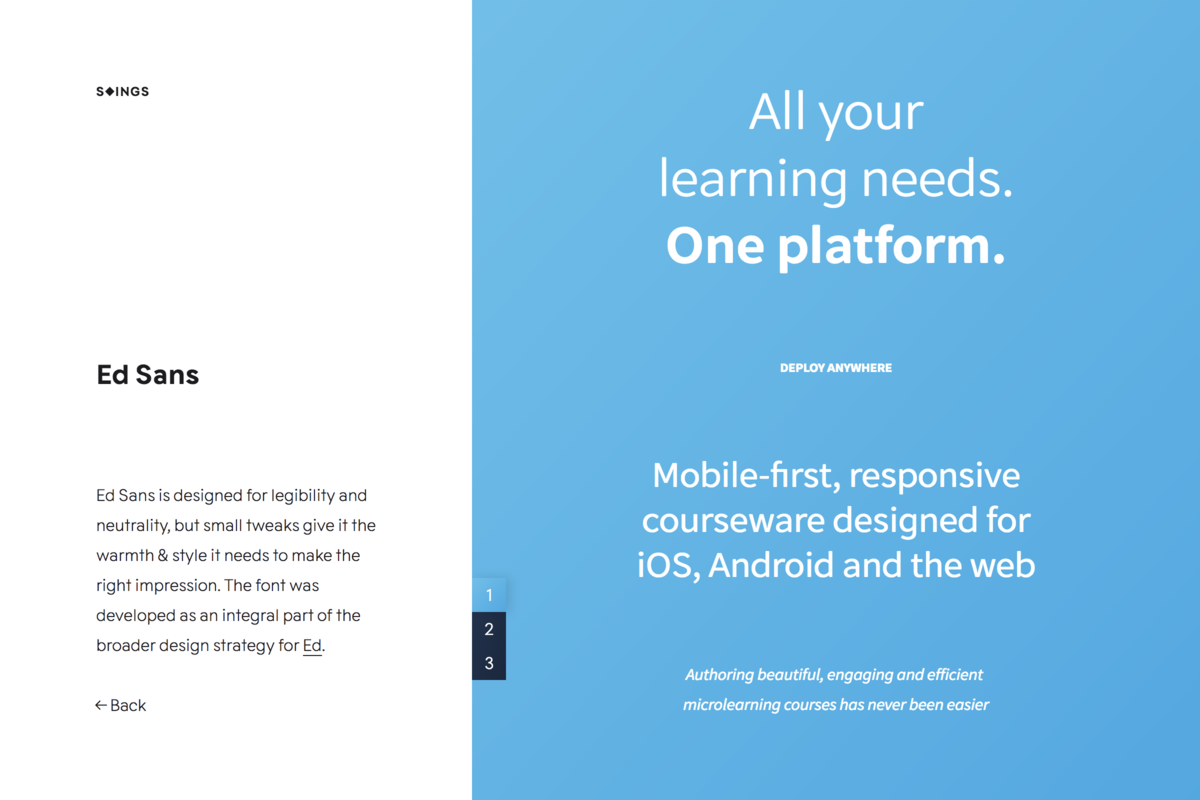 S◆INGS
Ed Sans
Ed Sans is designed for legibility and
neutrality, but small tweaks give it the
warmth & style it needs to make the
right impression. The font was
developed as an integral part of the
broader design strategy for Ed.
← Back
1
2
3
All your
learning needs.
One platform.
DEPLOY ANYWHERE
Mobile-first, responsive
courseware designed for
iOS, Android and the web
Authoring beautiful, engaging and efficient
microlearning courses has never been easier